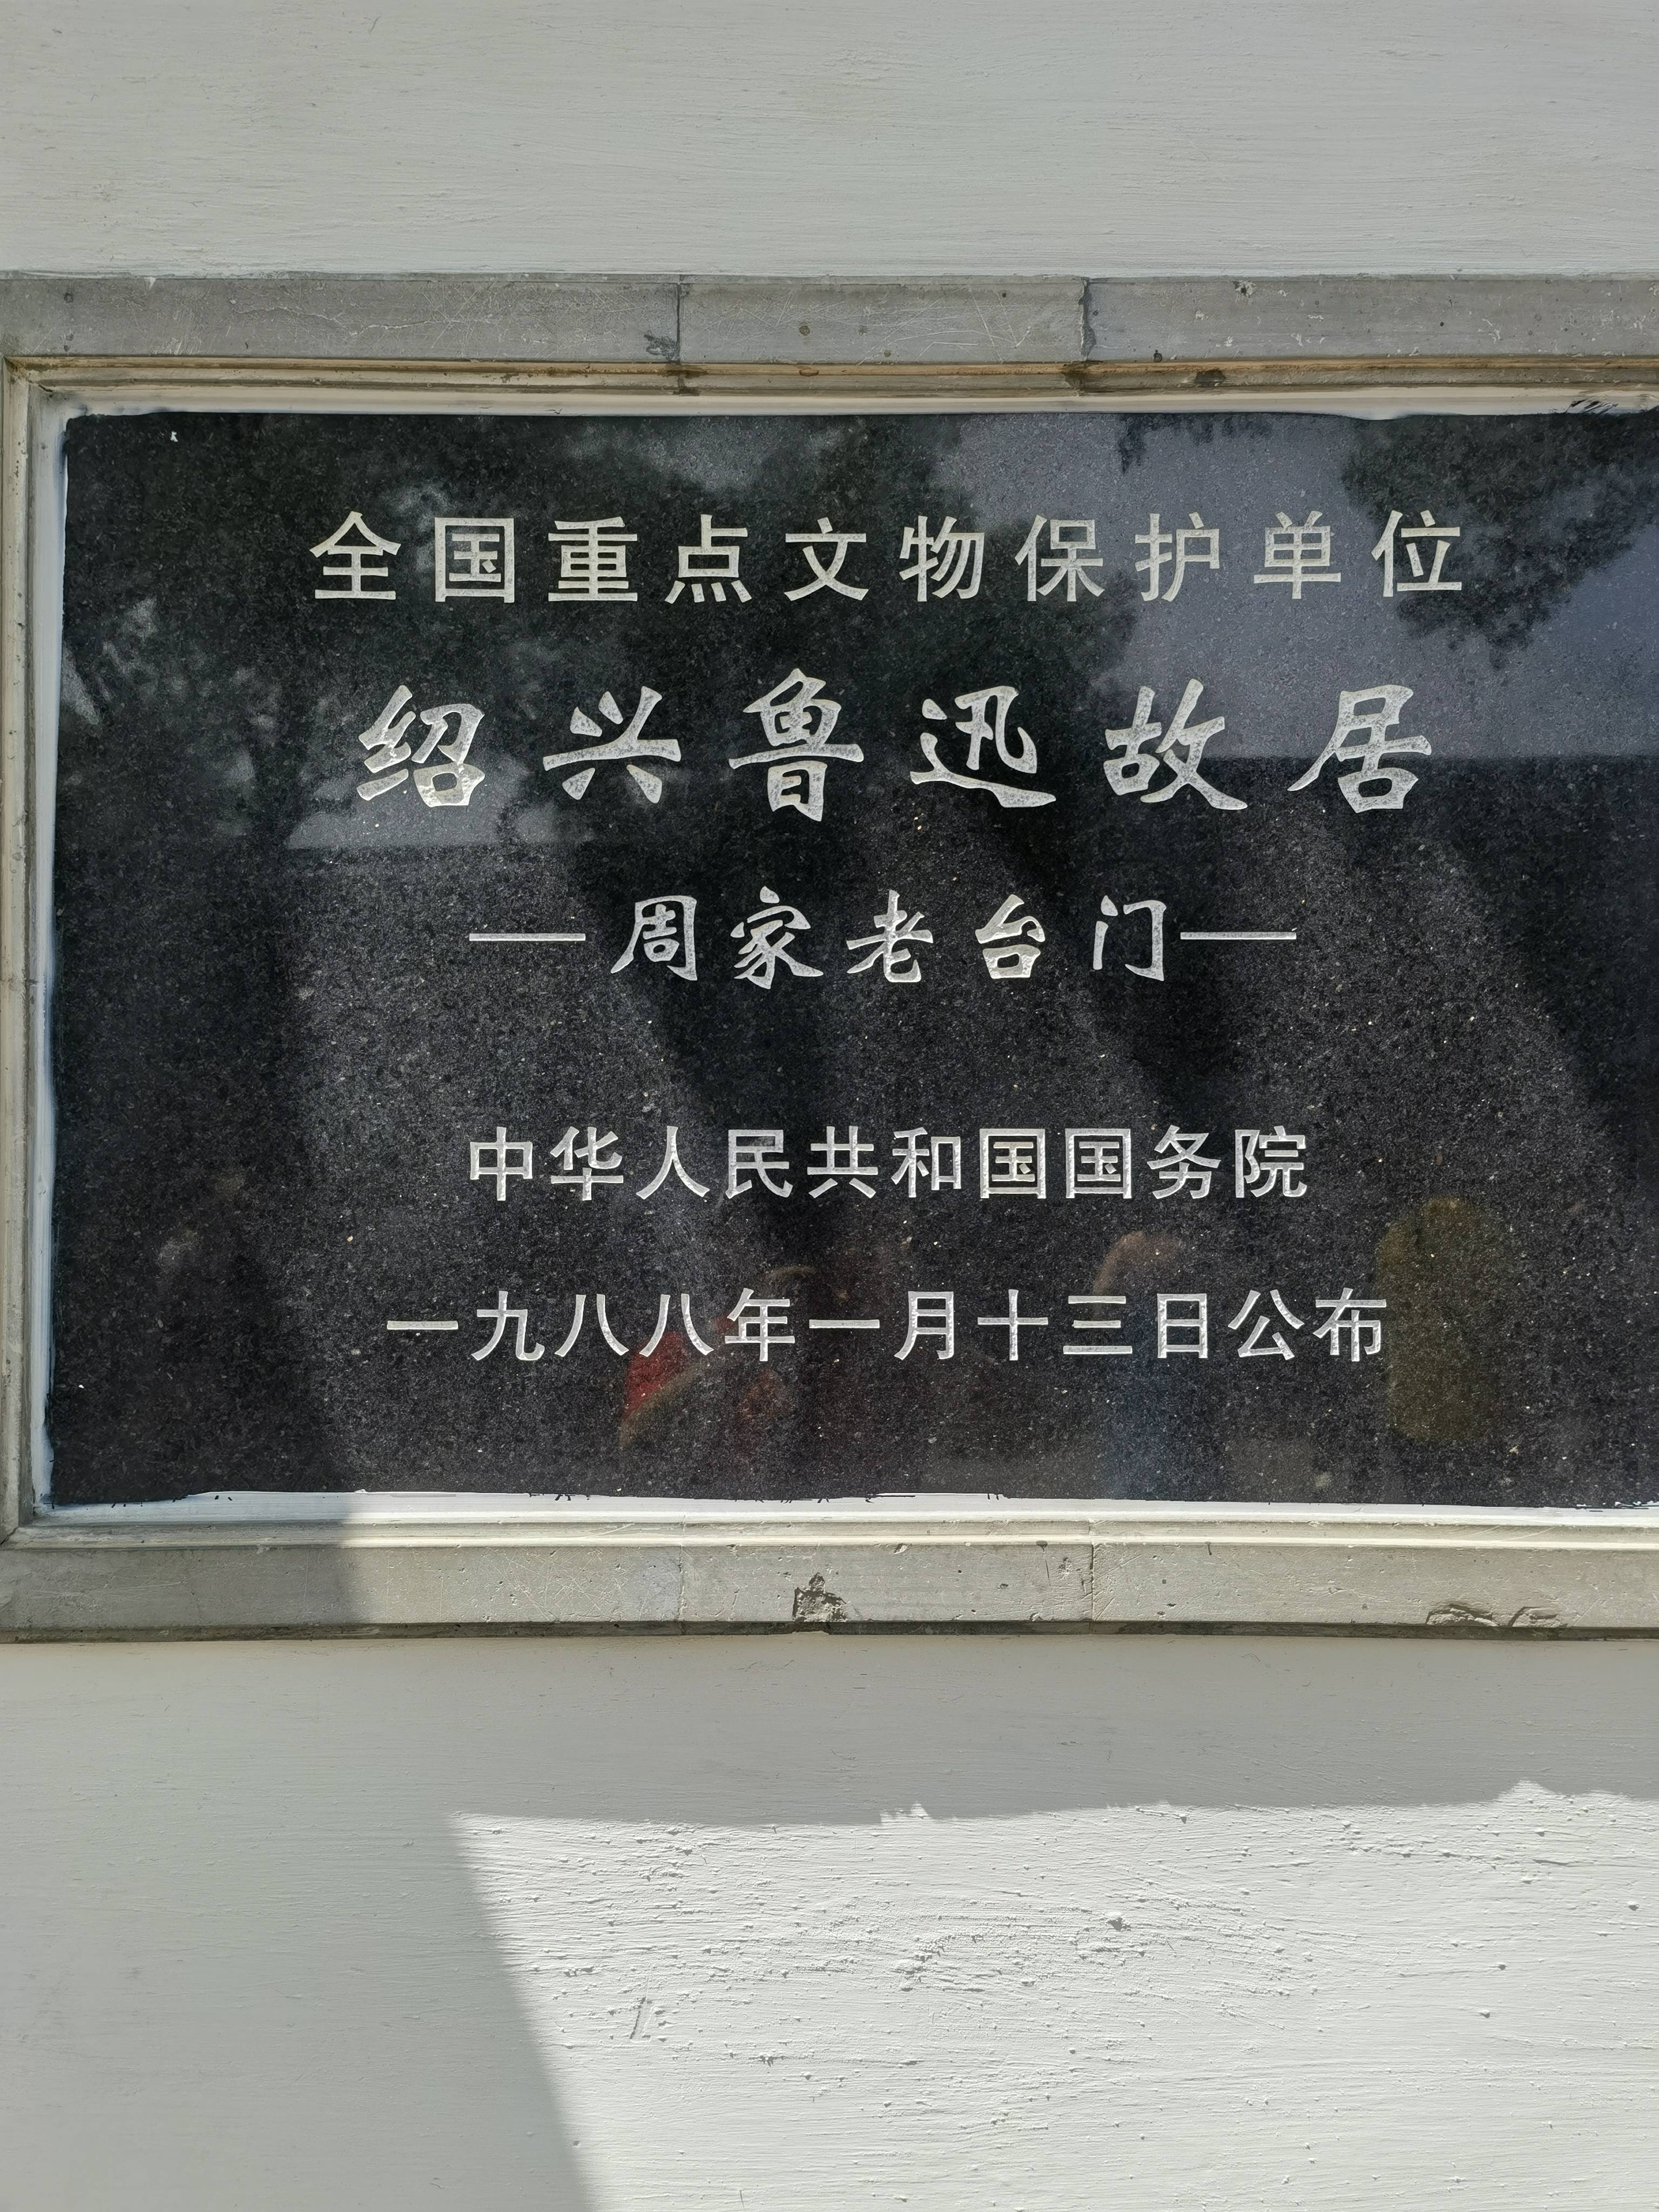 全国重点文物保护单位
绍兴鲁迅故居
——周家老台门——
中华人民共和国国务院
一九八八年一月十三日公布